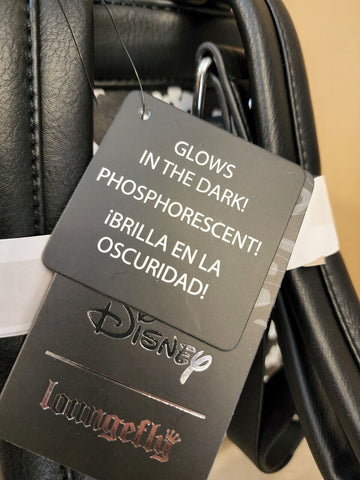 GLOWS
IN THE DARK!
PHOSPHORESCENT!
¡BRILLA EN LA
OSCURIDAD!
Disney
loungefly